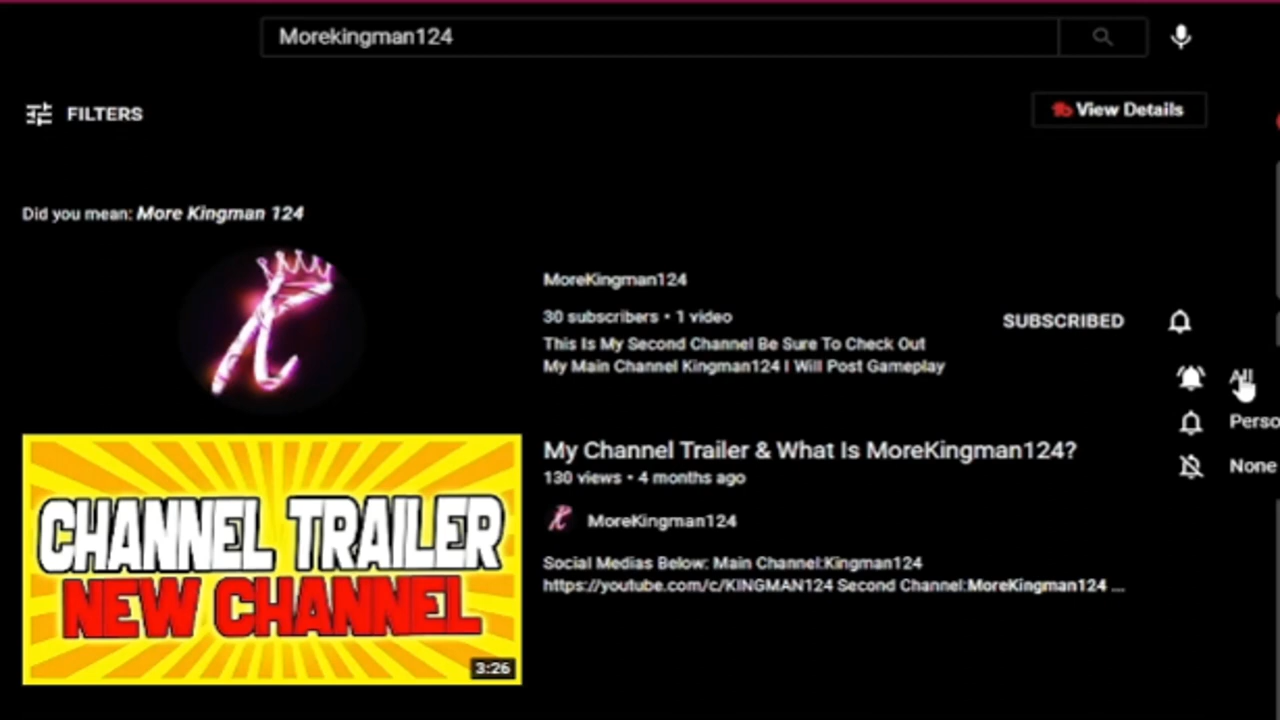 Morekingman124
FILTERS
View Details
Did you mean: More Kingman 124
MoreKingman124
30 subscribers • 1 video
SUBSCRIBED
This Is My Second Channel Be Sure To Check Out
My Main Channel Kingman124 I Will Post Gameplay
All
Perso
None
My Channel Trailer & What Is MoreKingman124?
130 views • 4 months ago
MoreKingman124
Social Medias Below: Main Channel:Kingman124
https://youtube.com/c/KINGMAN124 Second Channel:MoreKingman124 ...
CHANNEL TRAILER
NEW CHANNEL
3:26